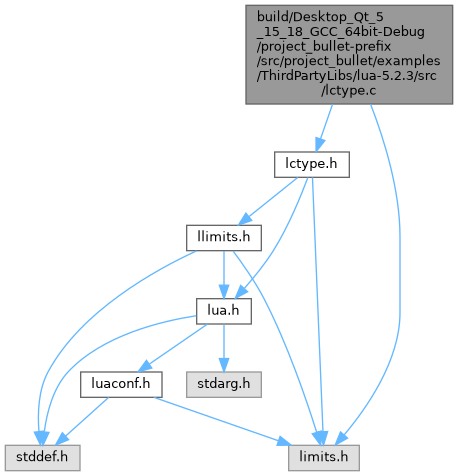 build/Desktop_Qt_5
_15_18_GCC_64bit-Debug
/project_bullet-prefix
/src/project_bullet/examples
/ThirdPartyLibs/lua-5.2.3/src
/lctype.c
lctype.h
llimits.h
lua.h
luaconf.h
stdarg.h
stddef.h
limits.h